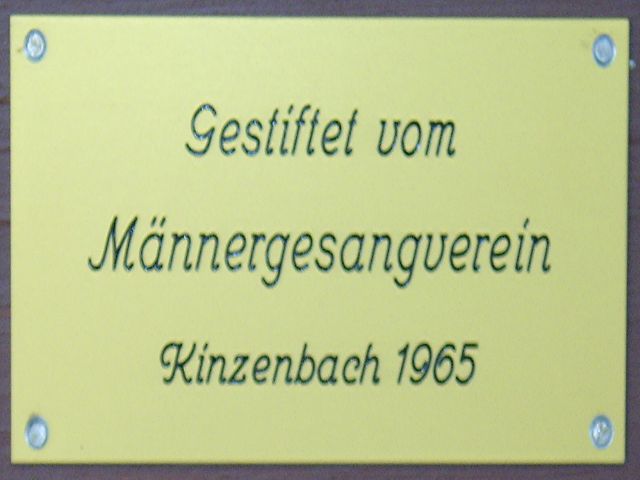 Gestiftet vom
Männergesangverein
Kinzenbach 1965